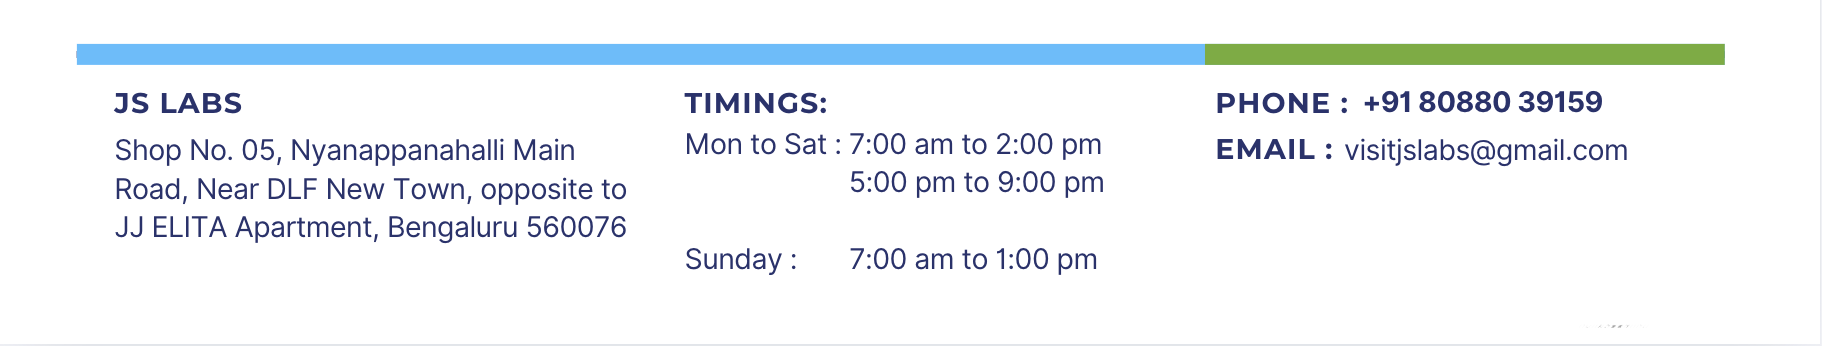 JS LABS
Shop No. 05, Nyanappanahalli Main
Road, Near DLF New Town, opposite to
JJ ELITA Apartment, Bengaluru 560076
TIMINGS:
Mon to Sat : 7:00 am to 2:00 pm
5:00 pm to 9:00 pm
Sunday : 7:00 am to 1:00 pm
PHONE : +91 80880 39159
EMAIL : visitjslabs@gmail.com